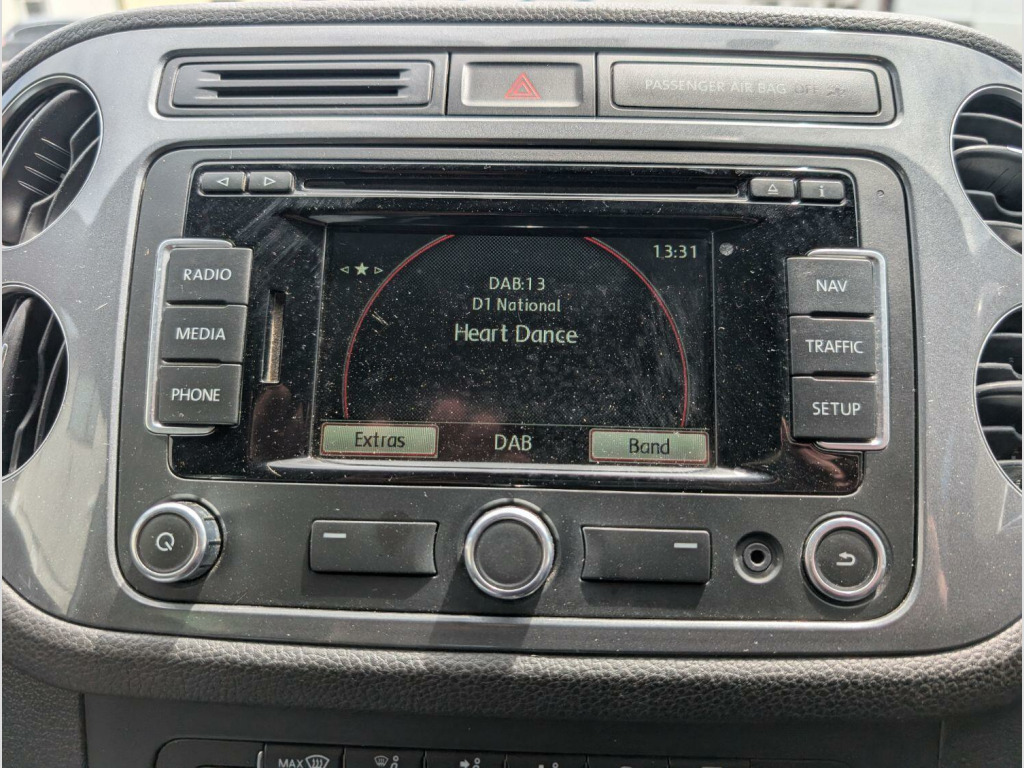 PASSENGER AIR BAG OFF
i
RADIO
MEDIA
PHONE
13:31
DAB:13
D1 National
Heart Dance
Extras
DAB
Band
NAV
TRAFFIC
SETUP
MAX